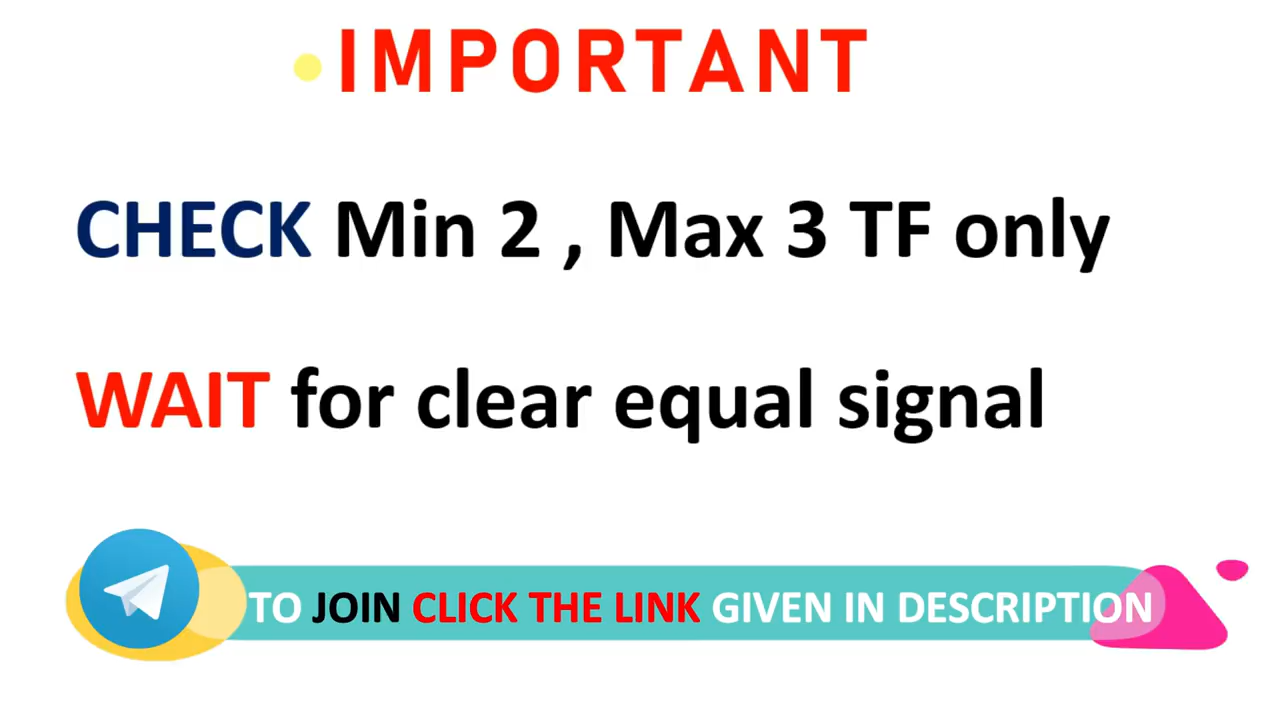 IMPORTANT
CHECK Min 2 , Max 3 TF only
WAIT for clear equal signal
TO JOIN CLICK THE LINK GIVEN IN DESCRIPTION